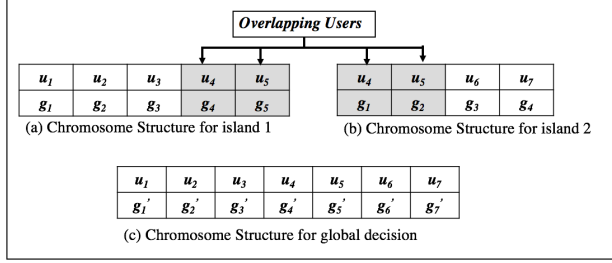 Overlapping Users
u1 u2 u3 u4 u5
g1 g2 g3 g4 g5
(a) Chromosome Structure for island 1
u4 u5 u6 u7
g1 g2 g3 g4
(b) Chromosome Structure for island 2
u1 u2 u3 u4 u5 u6 u7
g1’ g2’ g3’ g4’ g5’ g6’ g7’
(c) Chromosome Structure for global decision